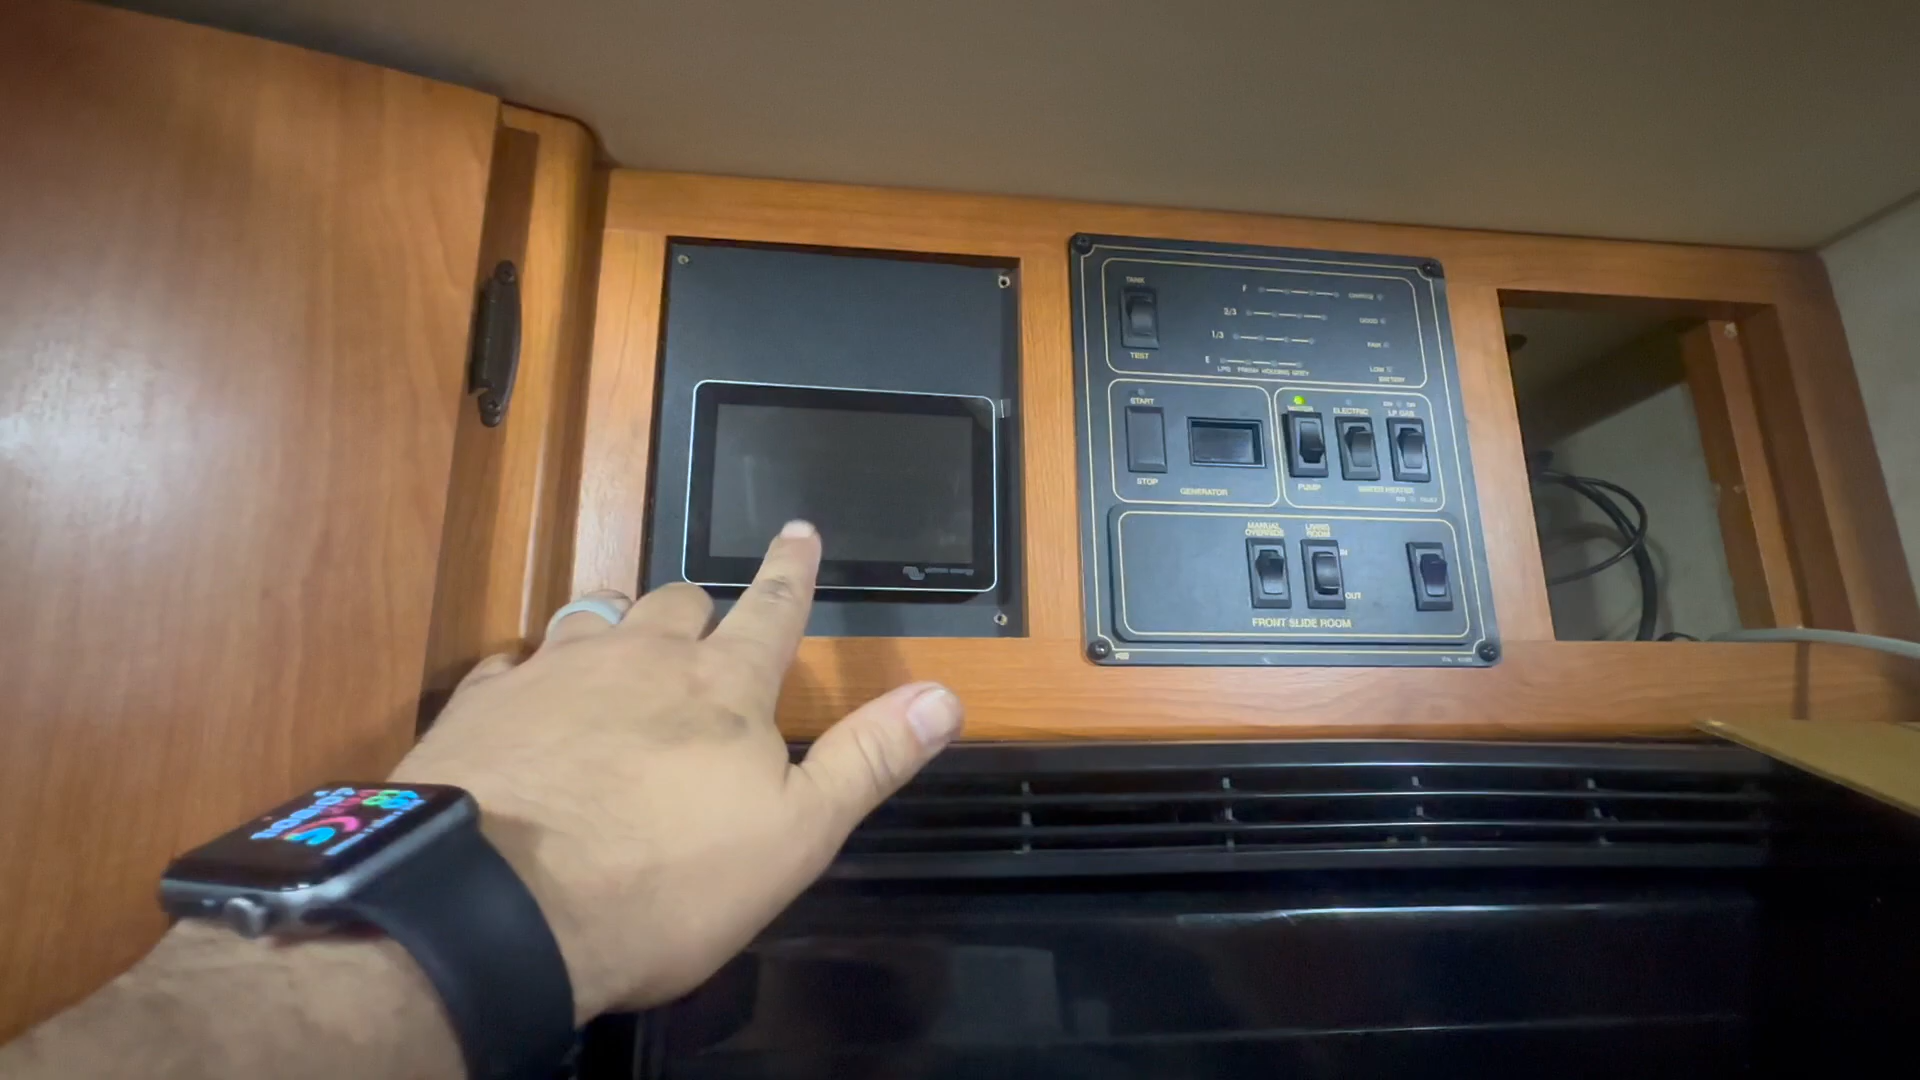 TANK
TEST
F
2/3
1/3
E
LPG FRESH HOLDING GREY
CHARGE
GOOD
FAIR
LOW
BATTERY
START
STOP
GENERATOR
WATER
PUMP
ELECTRIC
LP GAS
WATER HEATER
MANUAL
OVERRIDE
LIVING
ROOM
IN
OUT
FRONT SLIDE ROOM